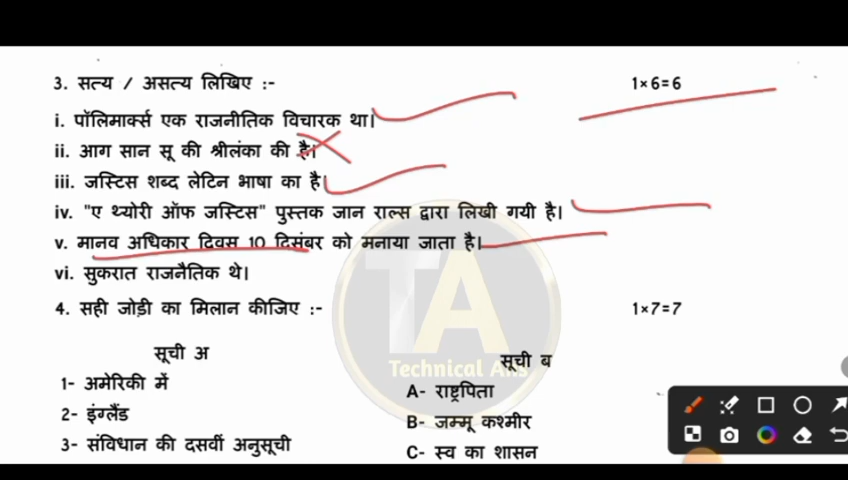 3. सत्य / असत्य लिखिए :- 1×6=6
i. पॉलिमार्क्स एक राजनीतिक विचारक था।
ii. आग सान सू की श्रीलंका की है।
iii. जस्टिस शब्द लेटिन भाषा का है।
iv. "ए थ्योरी ऑफ जस्टिस" पुस्तक जान राल्स द्वारा लिखी गयी है।
v. मानव अधिकार दिवस 10 दिसंबर को मनाया जाता है।
vi. सुकरात राजनैतिक थे।
4. सही जोड़ी का मिलान कीजिए :- 1×7=7
सूची अ सूची ब
1- अमेरिकी में A- राष्ट्रपिता
2- इंग्लैंड B- जम्मू कश्मीर
3- संविधान की दसवीं अनुसूची C- स्व का शासन
TA
Technical